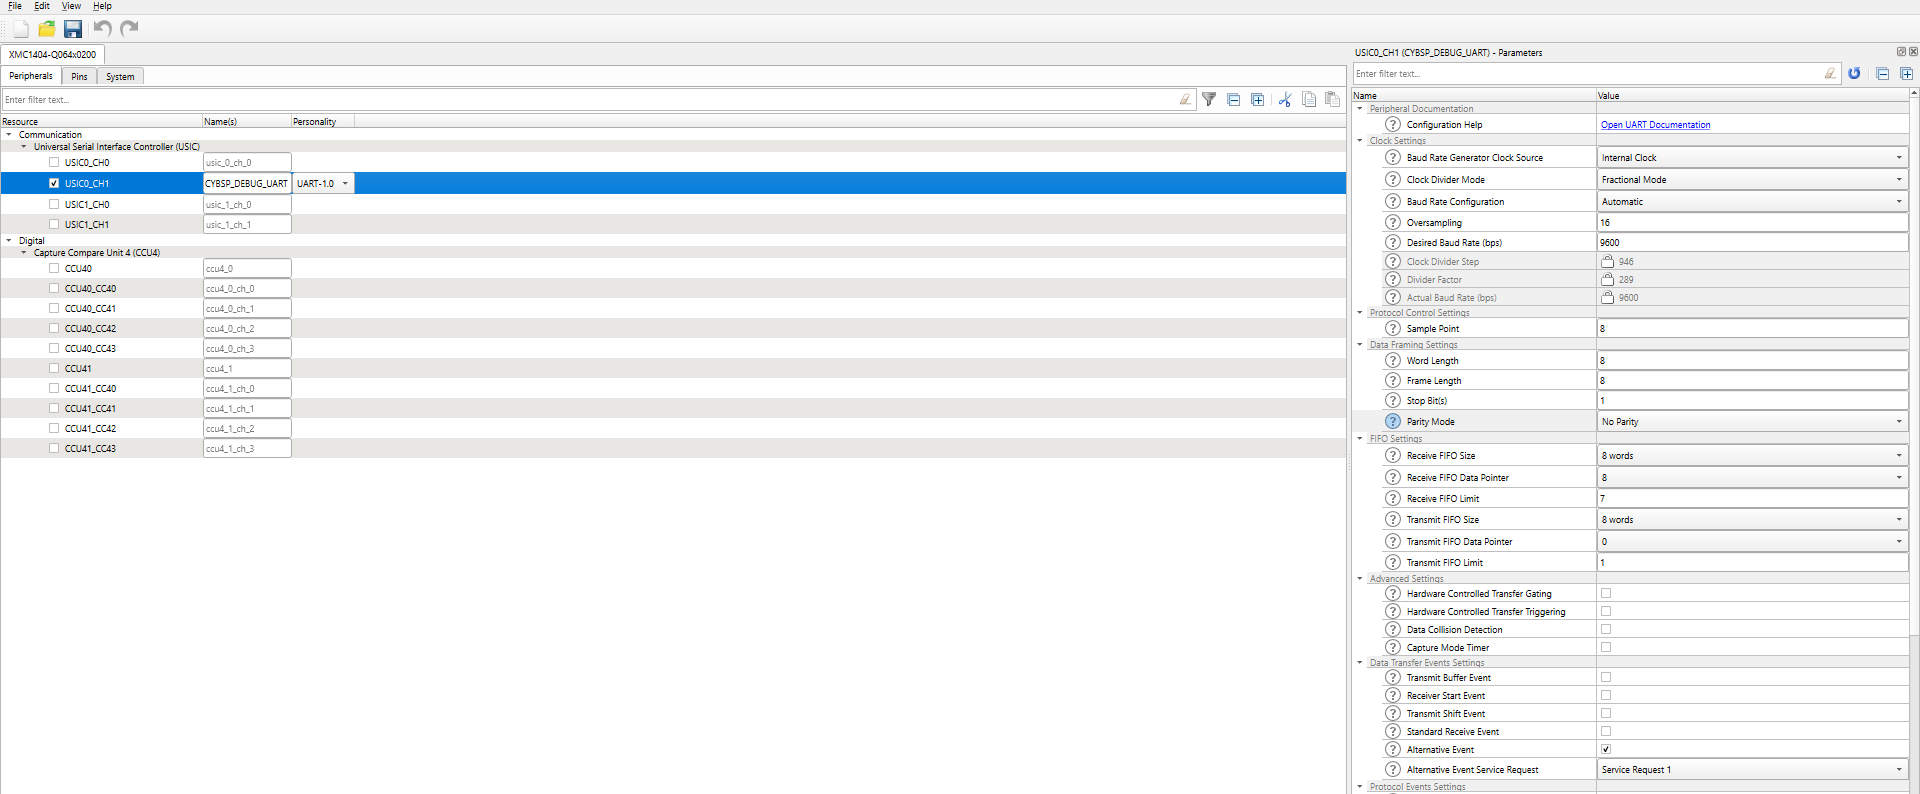 File Edit View Help
XMC1404-Q064x0200
Peripherals Pins System
Enter filter text...
Resource Name(s) Personality
Communication
Universal Serial Interface Controller (USIC)
USIC0_CH0 usic_0_ch_0
USIC0_CH1 CYBSP_DEBUG_UART UART-1.0
USIC1_CH0 usic_1_ch_0
USIC1_CH1 usic_1_ch_1
Digital
Capture Compare Unit 4 (CCU4)
CCU40 ccu4_0
CCU40_CC40 ccu4_0_ch_0
CCU40_CC41 ccu4_0_ch_1
CCU40_CC42 ccu4_0_ch_2
CCU40_CC43 ccu4_0_ch_3
CCU41 ccu4_1
CCU41_CC40 ccu4_1_ch_0
CCU41_CC41 ccu4_1_ch_1
CCU41_CC42 ccu4_1_ch_2
CCU41_CC43 ccu4_1_ch_3
USIC0_CH1 (CYBSP_DEBUG_UART) - Parameters
Enter filter text...
Name Value
Peripheral Documentation
Configuration Help Open UART Documentation
Clock Settings
Baud Rate Generator Clock Source Internal Clock
Clock Divider Mode Fractional Mode
Baud Rate Configuration Automatic
Oversampling 16
Desired Baud Rate (bps) 9600
Clock Divider Step 946
Divider Factor 289
Actual Baud Rate (bps) 9600
Protocol Control Settings
Sample Point 8
Data Framing Settings
Word Length 8
Frame Length 8
Stop Bit(s) 1
Parity Mode No Parity
FIFO Settings
Receive FIFO Size 8 words
Receive FIFO Data Pointer 8
Receive FIFO Limit 7
Transmit FIFO Size 8 words
Transmit FIFO Data Pointer 0
Transmit FIFO Limit 1
Advanced Settings
Hardware Controlled Transfer Gating
Hardware Controlled Transfer Triggering
Data Collision Detection
Capture Mode Timer
Data Transfer Events Settings
Transmit Buffer Event
Receiver Start Event
Transmit Shift Event
Standard Receive Event
Alternative Event
Alternative Event Service Request Service Request 1
Protocol Events Settings